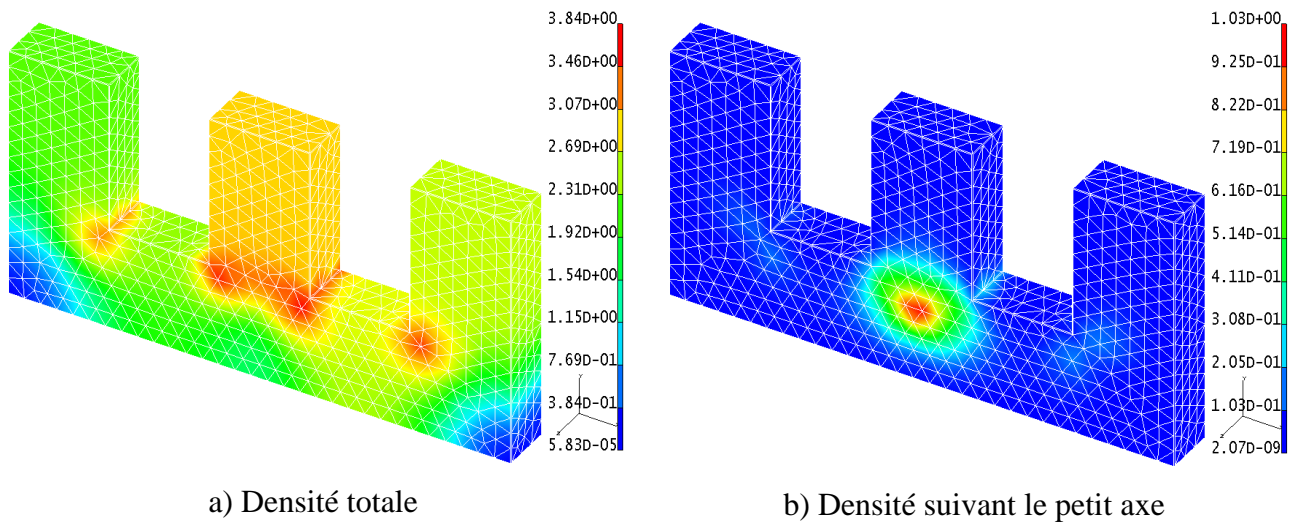 3.84D+00
3.46D+00
3.07D+00
2.69D+00
2.31D+00
1.92D+00
1.54D+00
1.15D+00
7.69D-01
3.84D-01
5.83D-05
1.03D+00
9.25D-01
8.22D-01
7.19D-01
6.16D-01
5.14D-01
4.11D-01
3.08D-01
2.05D-01
1.03D-01
2.07D-09
a) Densité totale
b) Densité suivant le petit axe